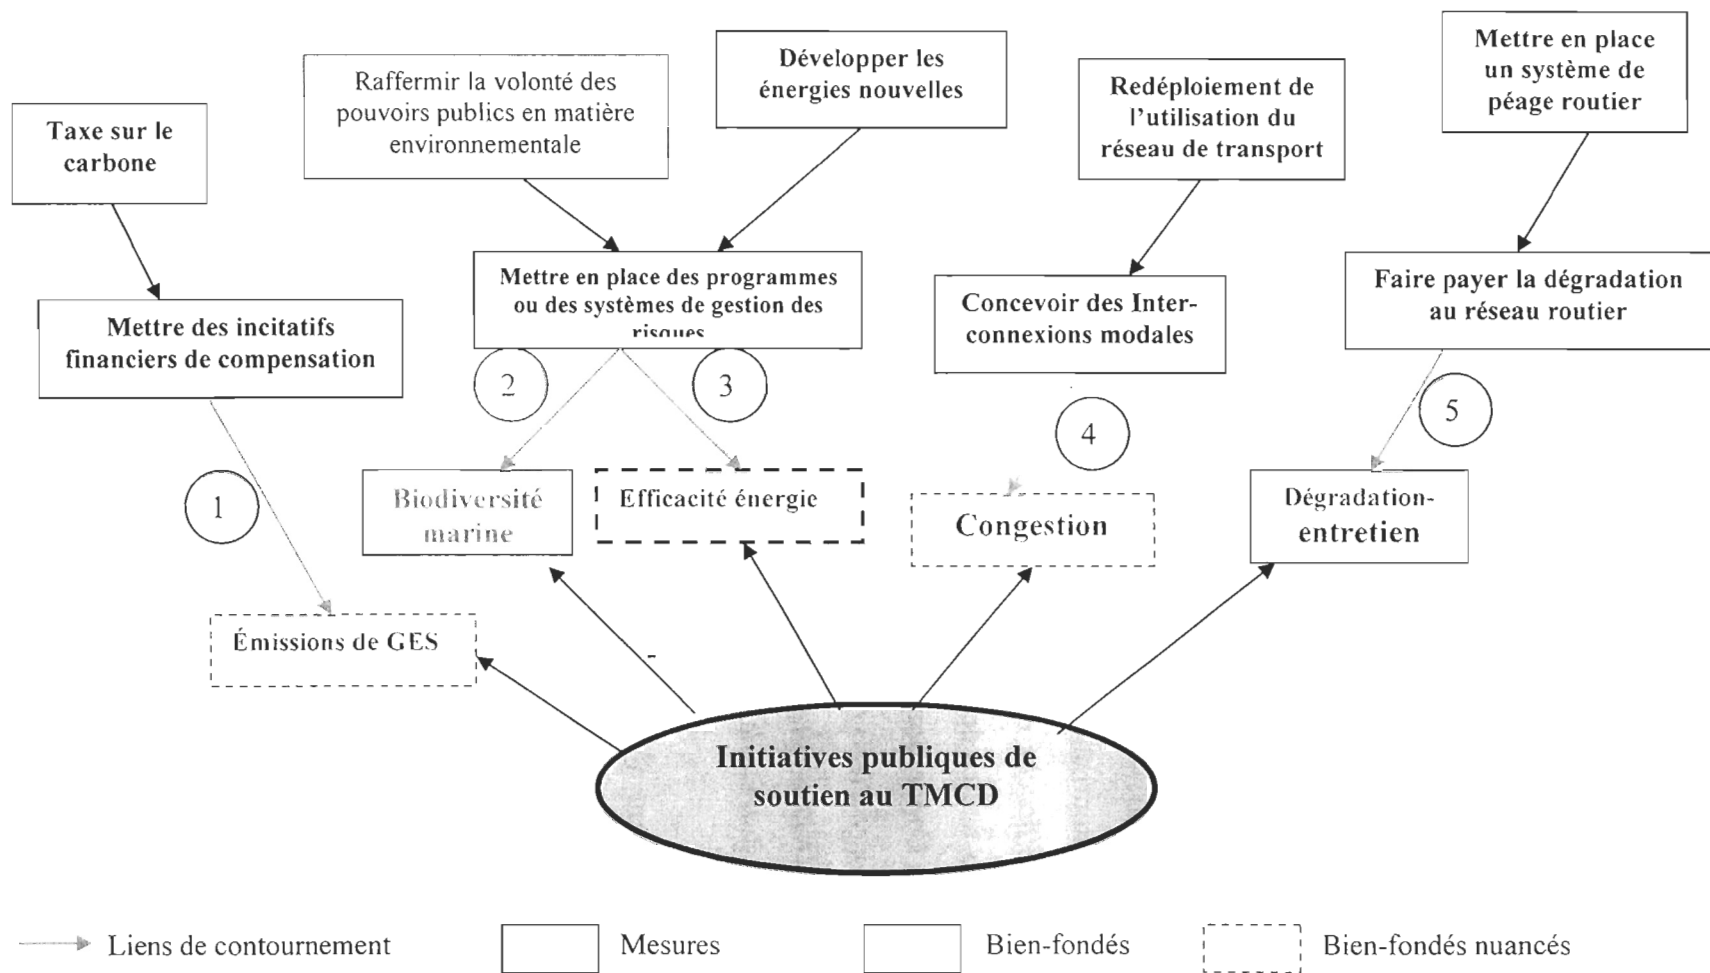 Taxe sur le
carbone
Raffermir la volonté des
pouvoirs publics en matière
environnementale
Développer les
énergies nouvelles
Redéploiement de
l'utilisation du
réseau de transport
Mettre en place
un système de
péage routier
Mettre des incitatifs
financiers de compensation
Mettre en place des programmes
ou des systèmes de gestion des
risques
Concevoir des Inter-
connexions modales
Faire payer la dégradation
au réseau routier
1
2
3
4
5
Émissions de GES
Biodiversité
marine
Efficacité énergie
Congestion
Dégradation-
entretien
Initiatives publiques de
soutien au TMCD
Liens de contournement
Mesures
Bien-fondés
Bien-fondés nuancés